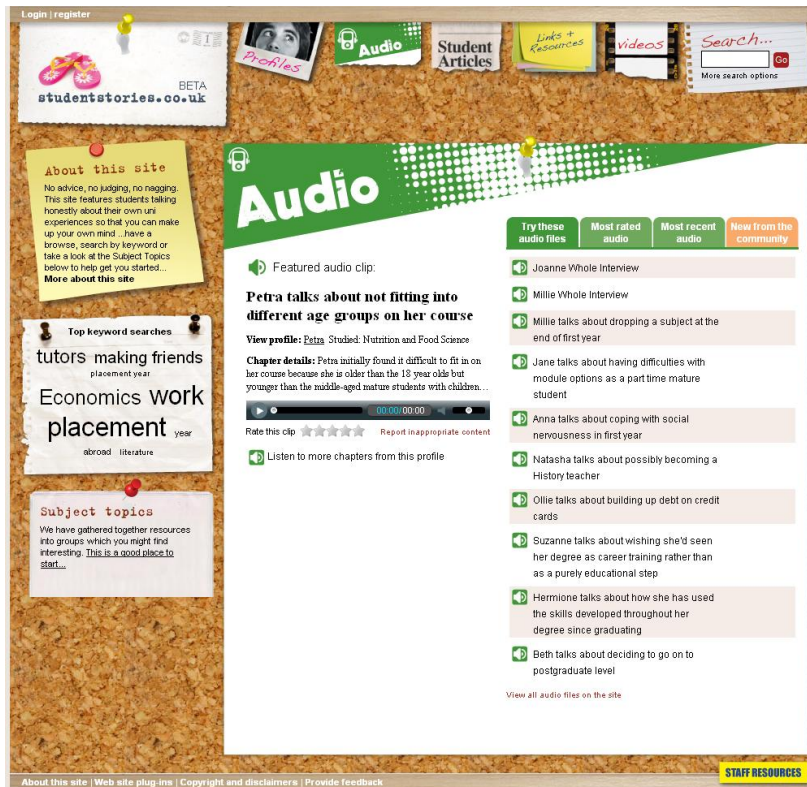 Login | register
BETA
studentstories.co.uk
Profiles
Audio
Student
Articles
Links +
Resources
videos
Search...
Go
More search options
About this site
No advice, no judging, no nagging.
This site features students talking
honestly about their own uni
experiences so that you can make
up your own mind ...have a
browse, search by keyword or
take a look at the Subject Topics
below to help get you started...
More about this site
Top keyword searches
tutors making friends
placement year
Economics work
placement year
abroad literature
Subject topics
We have gathered together resources
into groups which you might find
interesting. This is a good place to
start...
Audio
Featured audio clip:
Petra talks about not fitting into
different age groups on her course
View profile: Petra Studied: Nutrition and Food Science
Chapter details: Petra initially found it difficult to fit in on
her course because she is older than the 18 year olds but
younger than the middle-aged mature students with children...
00:00/00:00
Rate this clip Report inappropriate content
Listen to more chapters from this profile
Try these
audio files
Most rated
audio
Most recent
audio
New from the
community
Joanne Whole Interview
Millie Whole Interview
Millie talks about dropping a subject at the
end of first year
Jane talks about having difficulties with
module options as a part time mature
student
Anna talks about coping with social
nervousness in first year
Natasha talks about possibly becoming a
History teacher
Ollie talks about building up debt on credit
cards
Suzanne talks about wishing she'd seen
her degree as career training rather than
as a purely educational step
Hermione talks about how she has used
the skills developed throughout her
degree since graduating
Beth talks about deciding to go on to
postgraduate level
View all audio files on the site
STAFF RESOURCES
About this site | Web site plug-ins | Copyright and disclaimers | Provide feedback